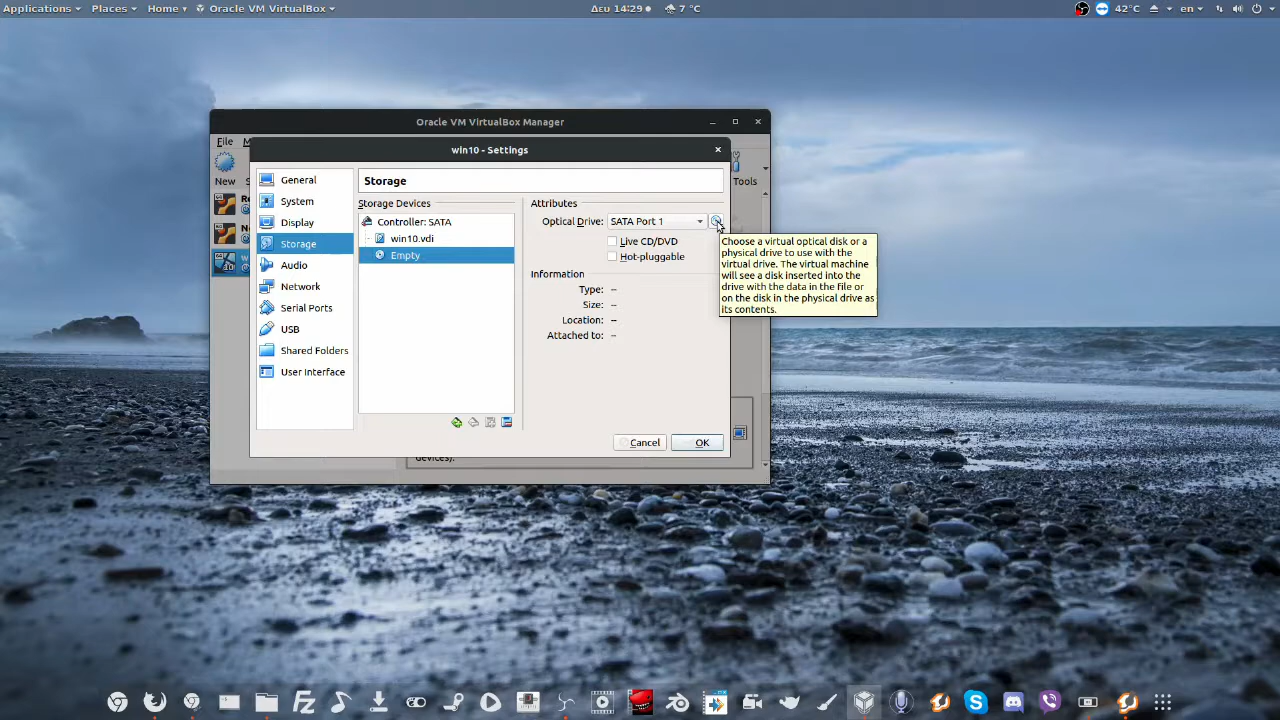 Applications
Places
Home
Oracle VM VirtualBox
Δευ 14:29
7 °C
42°C
en
Oracle VM VirtualBox Manager
File
New
Tools
win10 - Settings
General
System
Display
Storage
Audio
Network
Serial Ports
USB
Shared Folders
User Interface
Storage
Storage Devices
Controller: SATA
win10.vdi
Empty
Attributes
Optical Drive: SATA Port 1
Live CD/DVD
Hot-pluggable
Information
Type: --
Size: --
Location: --
Attached to: --
Choose a virtual optical disk or a
physical drive to use with the
virtual drive. The virtual machine
will see a disk inserted into the
drive with the data in the file or
on the disk in the physical drive as
its contents.
Cancel
OK
devices).